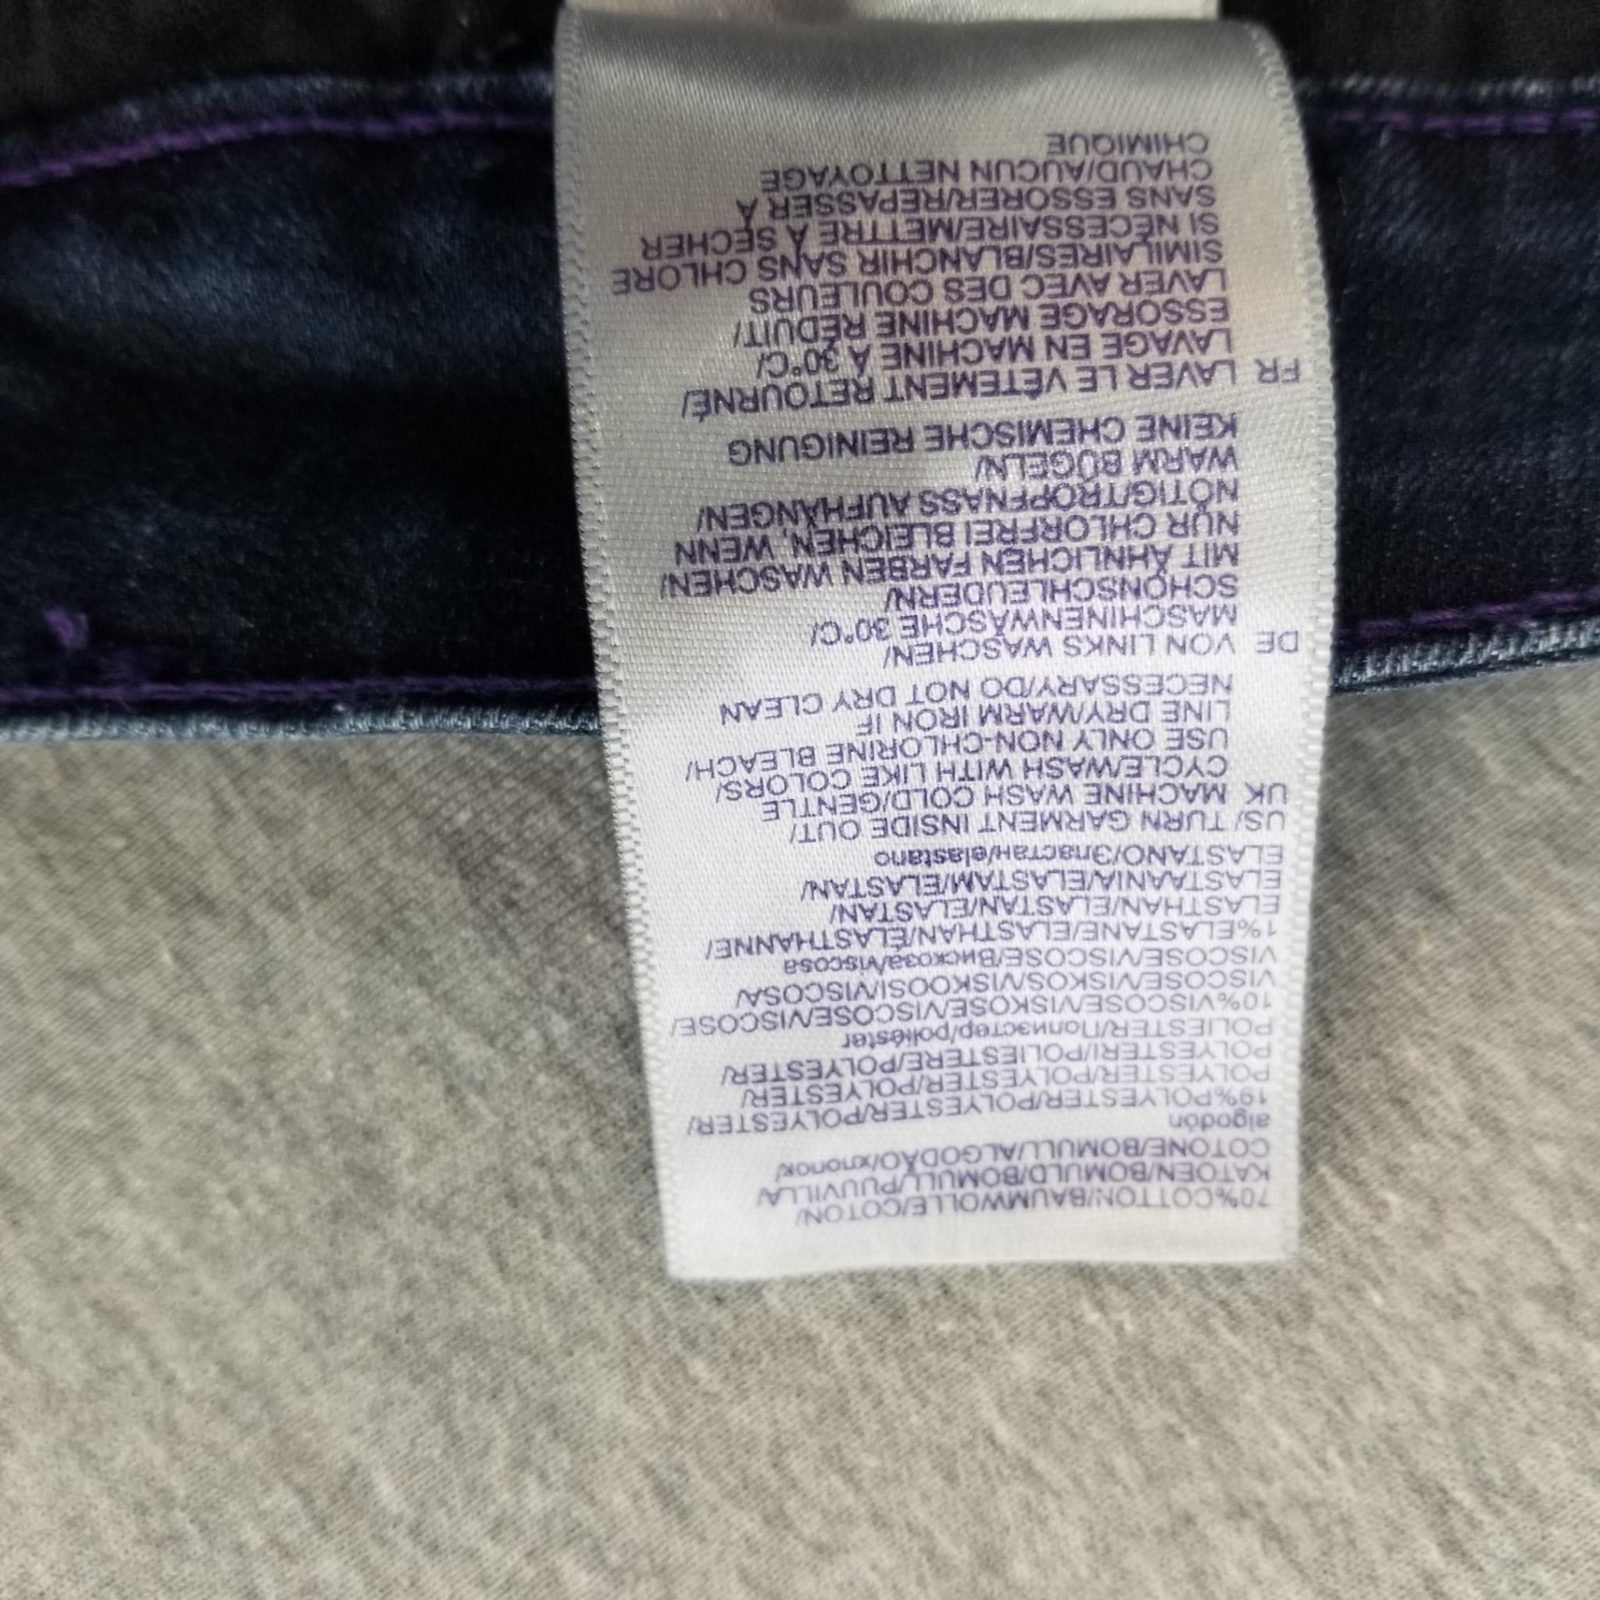 70%COTTON/BAUMWOLLE/COTON/
KATOEN/BOMULD/BOMULL/PUUVILLA/
COTONE/BOMULL/ALGODÃO/хлопок/
algodón
19%POLYESTER/POLYESTER/POLYESTER/
POLYESTER/POLYESTER/POLYESTER/
POLYESTERI/POLIESTERE/POLYESTER/
POLIESTER/Полиэстер/poliéster
10%VISCOSE/VISKOSE/VISCOSE/VISCOSE/
VISCOSE/VISKOS/VISKOOSI/VISCOSA/
VISCOSE/VISCOSE/Вискоза/viscosa
1%ELASTANE/ELASTHAN/ÉLASTHANNE/
ELASTHAN/ELASTAN/ELASTAN/
ELASTAANIA/ELASTAM/ELASTAN/
ELASTANO/Эластан/elastano
US/ TURN GARMENT INSIDE OUT/
UK MACHINE WASH COLD/GENTLE
CYCLE/WASH WITH LIKE COLORS/
USE ONLY NON-CHLORINE BLEACH/
LINE DRY/WARM IRON IF
NECESSARY/DO NOT DRY CLEAN
DE VON LINKS WASCHEN/
MASCHINENWÄSCHE 30°C/
SCHONSCHLEUDERN/
MIT ÄHNLICHEN FARBEN WASCHEN/
NUR CHLORFREI BLEICHEN, WENN
NÖTIG/TROPFNASS AUFHÄNGEN/
WARM BÜGELN/
KEINE CHEMISCHE REINIGUNG
FR LAVER LE VÊTEMENT RETOURNÉ/
LAVAGE EN MACHINE À 30°C/
ESSORAGE MACHINE RÉDUIT/
LAVER AVEC DES COULEURS
SIMILAIRES/BLANCHIR SANS CHLORE
SI NÉCESSAIRE/METTRE À SÉCHER
SANS ESSORER/REPASSER À
CHAUD/AUCUN NETTOYAGE
CHIMIQUE